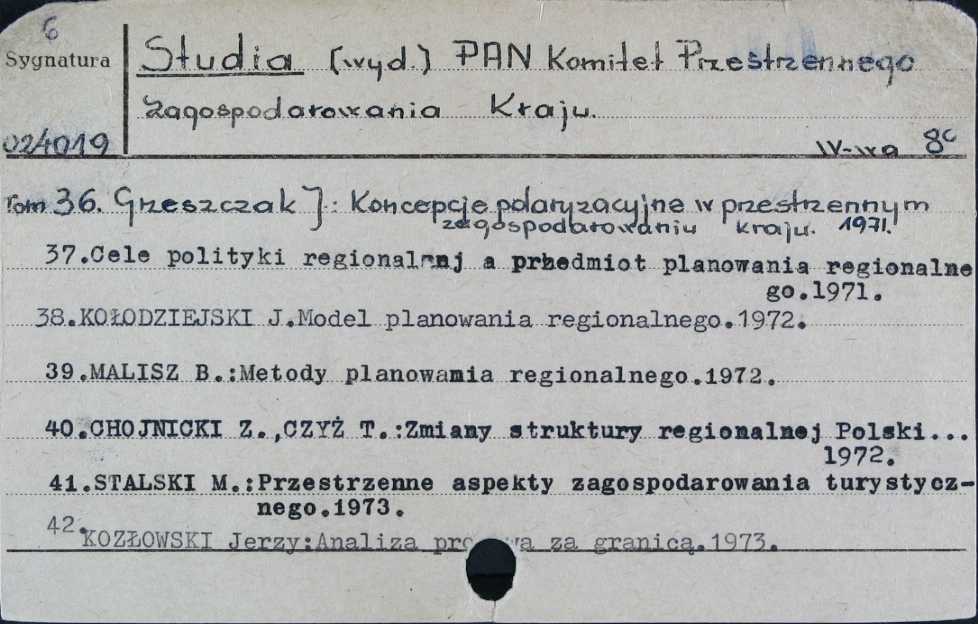 6
Sygnatura
Studia (wyd.) PAN Komitet Przestrzennego
Zagospodarowania Kraju.
024019
W-wa 8c
Tom 36. Grzeszczak J.: Koncepcje polaryzacyjne w przestrzennym
zagospodarowaniu kraju. 1971.
37.Cele polityki regionalnej a przedmiot planowania regionalne
go.1971.
38.KOŁODZIEJSKI J.Model planowania regionalnego.1972.
39.MALISZ B.:Metody planowania regionalnego.1972.
40.CHOJNICKI Z.,CZYŻ T.:Zmiany struktury regionalnej Polski...
1972.
41.STALSKI M.:Przestrzenne aspekty zagospodarowania turystycz-
nego.1973.
42.
KOZŁOWSKI Jerzy:Analiza za granicą.1973.